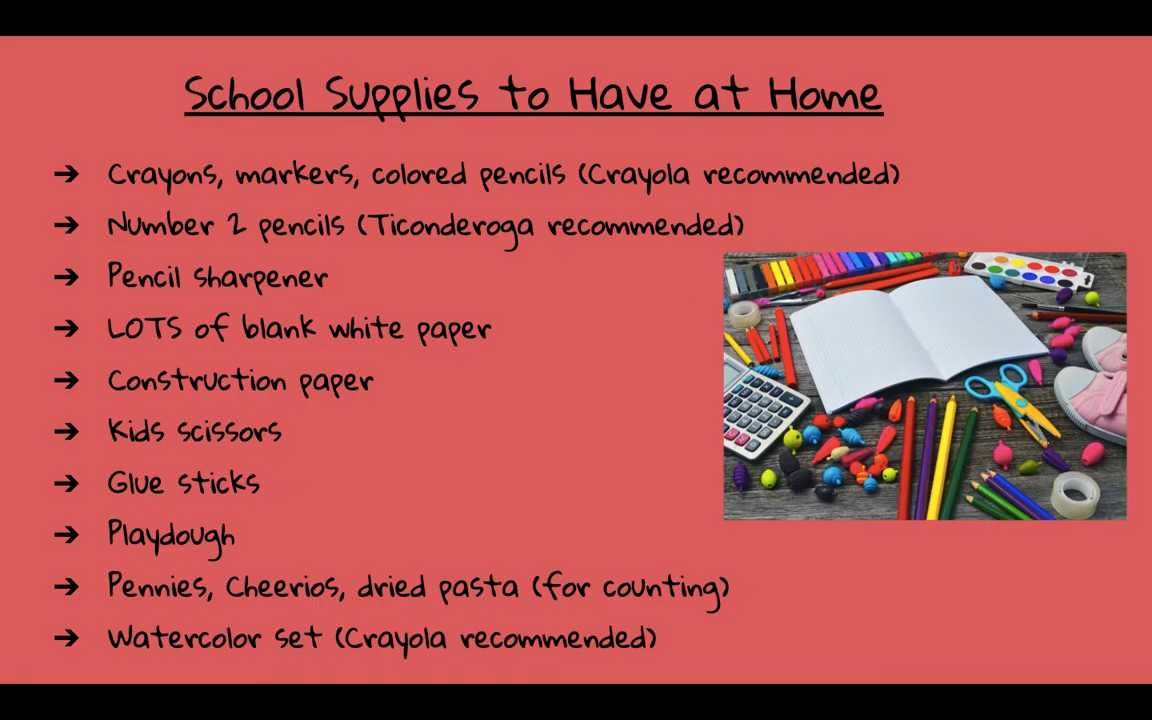 School Supplies to Have at Home
➔ Crayons, markers, colored pencils (Crayola recommended)
➔ Number 2 pencils (Ticonderoga recommended)
➔ Pencil sharpener
➔ LOTS of blank white paper
➔ Construction paper
➔ Kids scissors
➔ Glue sticks
➔ Playdough
➔ Pennies, Cheerios, dried pasta (for counting)
➔ Watercolor set (Crayola recommended)